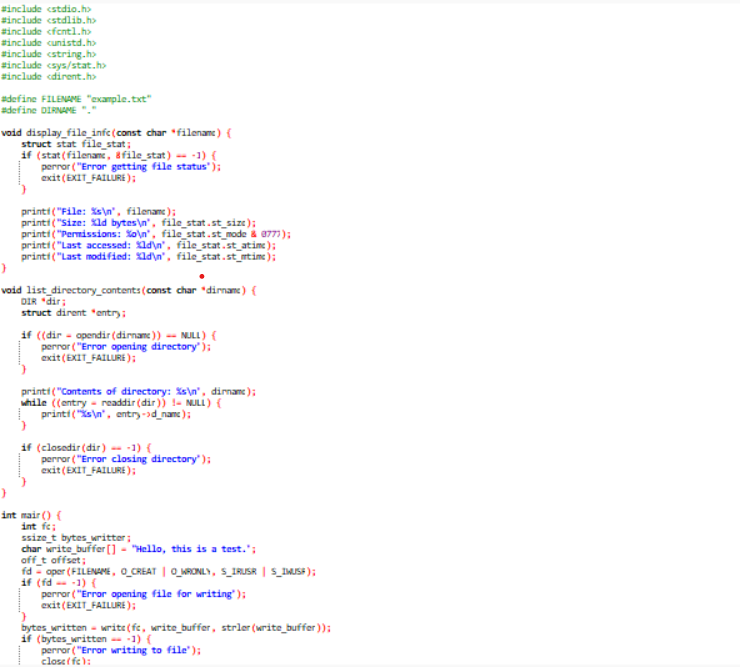 #include <stdio.h>
#include <stdlib.h>
#include <fcntl.h>
#include <unistd.h>
#include <string.h>
#include <sys/stat.h>
#include <dirent.h>

#define FILENAME "example.txt"
#define DIRNAME "."

void display_file_info(const char *filename) {
    struct stat file_stat;
    if (stat(filename, &file_stat) == -1) {
        perror("Error getting file status");
        exit(EXIT_FAILURE);
    }

    printf("File: %s\n", filename);
    printf("Size: %ld bytes\n", file_stat.st_size);
    printf("Permissions: %o\n", file_stat.st_mode & 0777);
    printf("Last accessed: %ld\n", file_stat.st_atime);
    printf("Last modified: %ld\n", file_stat.st_mtime);
}

void list_directory_contents(const char *dirname) {
    DIR *dir;
    struct dirent *entry;

    if ((dir = opendir(dirname)) == NULL) {
        perror("Error opening directory");
        exit(EXIT_FAILURE);
    }

    printf("Contents of directory: %s\n", dirname);
    while ((entry = readdir(dir)) != NULL) {
        printf("%s\n", entry->d_name);
    }

    if (closedir(dir) == -1) {
        perror("Error closing directory");
        exit(EXIT_FAILURE);
    }
}

int main() {
    int fd;
    ssize_t bytes_written;
    char write_buffer[] = "Hello, this is a test.";
    off_t offset;
    fd = open(FILENAME, O_CREAT | O_WRONLY, S_IRUSR | S_IWUSR);
    if (fd == -1) {
        perror("Error opening file for writing");
        exit(EXIT_FAILURE);
    }
    bytes_written = write(fd, write_buffer, strlen(write_buffer));
    if (bytes_written == -1) {
        perror("Error writing to file");
        close(fd);